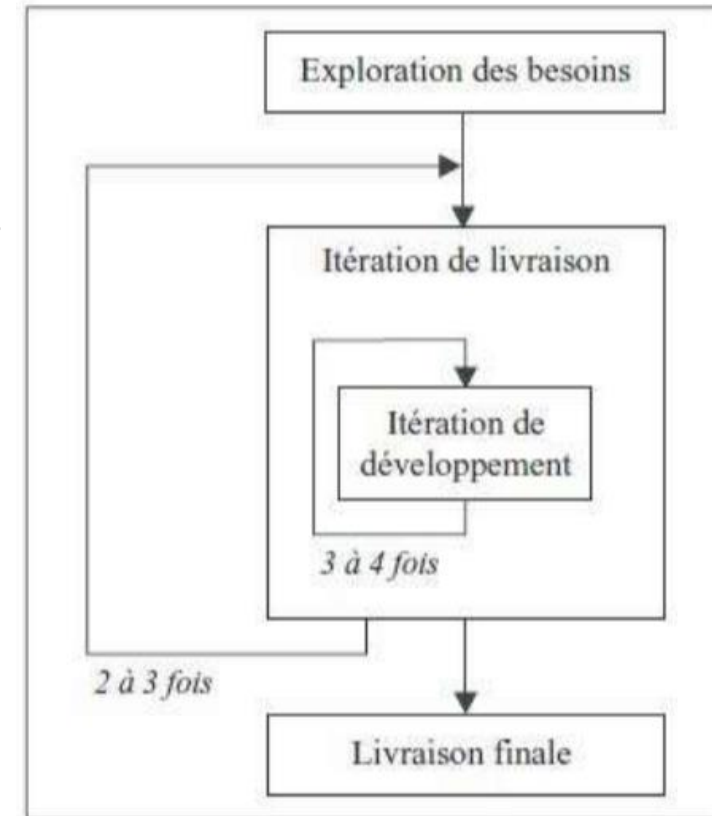 Exploration des besoins
Itération de livraison
Itération de
développement
3 à 4 fois
2 à 3 fois
Livraison finale